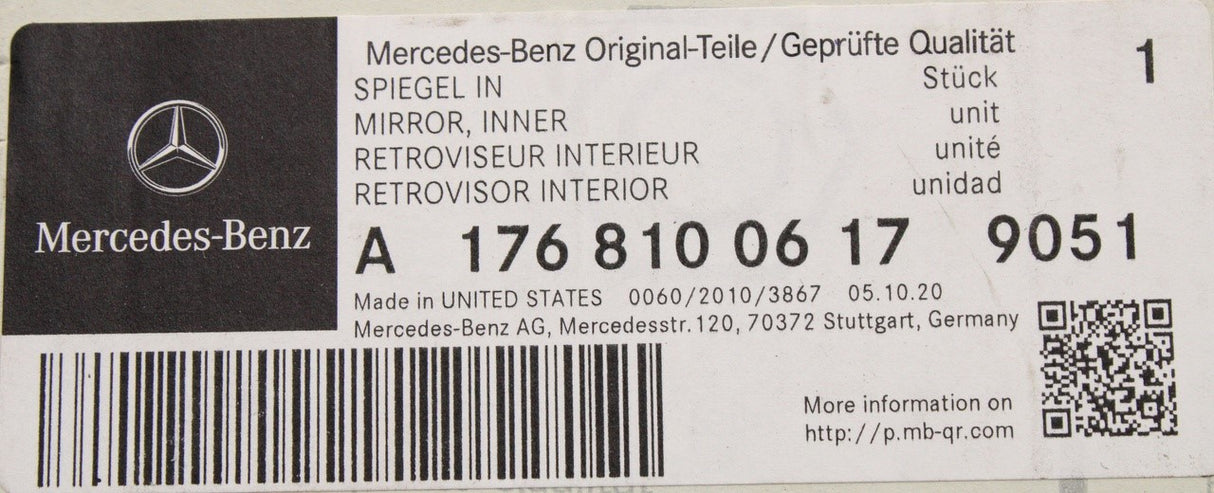 Mercedes-Benz Original-Teile/Geprüfte Qualität 1
SPIEGEL IN Stück
MIRROR, INNER unit
RETROVISEUR INTERIEUR unité
RETROVISOR INTERIOR unidad
Mercedes-Benz
A 176 810 06 17 9051
Made in UNITED STATES 0060/2010/3867 05.10.20
Mercedes-Benz AG, Mercedesstr.120, 70372 Stuttgart, Germany
More information on
http://p.mb-qr.com